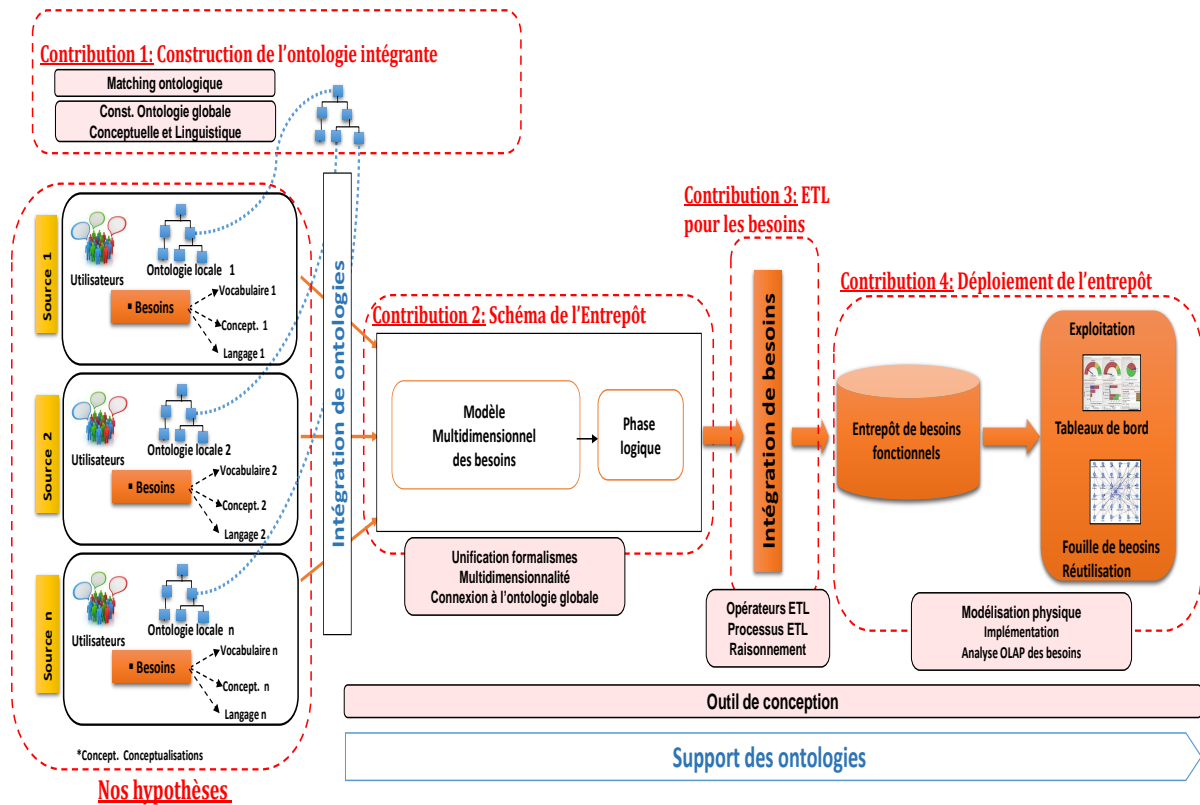 Contribution 1: Construction de l'ontologie intégrante
Matching ontologique
Const. Ontologie globale
Conceptuelle et Linguistique
Source 1
Utilisateurs
Ontologie locale 1
▪ Besoins
Vocabulaire 1
Concept. 1
Langage 1
Source 2
Utilisateurs
Ontologie locale 2
▪ Besoins
Vocabulaire 2
Concept. 2
Langage 2
Source n
Utilisateurs
Ontologie locale n
▪ Besoins
Vocabulaire n
Concept. n
Langage n
*Concept. Conceptualisations
Nos hypothèses
Intégration de ontologies
Contribution 2: Schéma de l'Entrepôt
Modèle
Multidimensionnel
des besoins
Phase
logique
Unification formalismes
Multidimensionnalité
Connexion à l'ontologie globale
Contribution 3: ETL
pour les besoins
Intégration de besoins
Opérateurs ETL
Processus ETL
Raisonnement
Contribution 4: Déploiement de l'entrepôt
Entrepôt de besoins
fonctionnels
Exploitation
Tableaux de bord
Fouille de beosins
Réutilisation
Modélisation physique
Implémentation
Analyse OLAP des besoins
Outil de conception
Support des ontologies